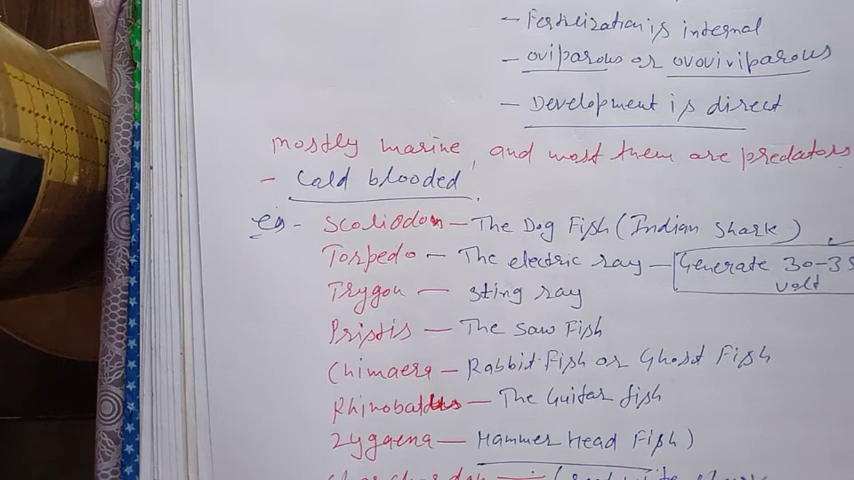 - Fertilization is internal
- oviparous or ovoviviparous
- Development is direct
mostly marine, and most them are predators
- Cold blooded.
eg- Scoliodon - The Dog Fish (Indian Shark)
Torpedo - The electric ray - Generate 30-35 volt
Trygon - sting ray
Pristis - The Saw Fish
Chimaera - Rabbit Fish or Ghost Fish
Rhinobatus - The Guitar fish
Zygaena - Hammer Head Fish)